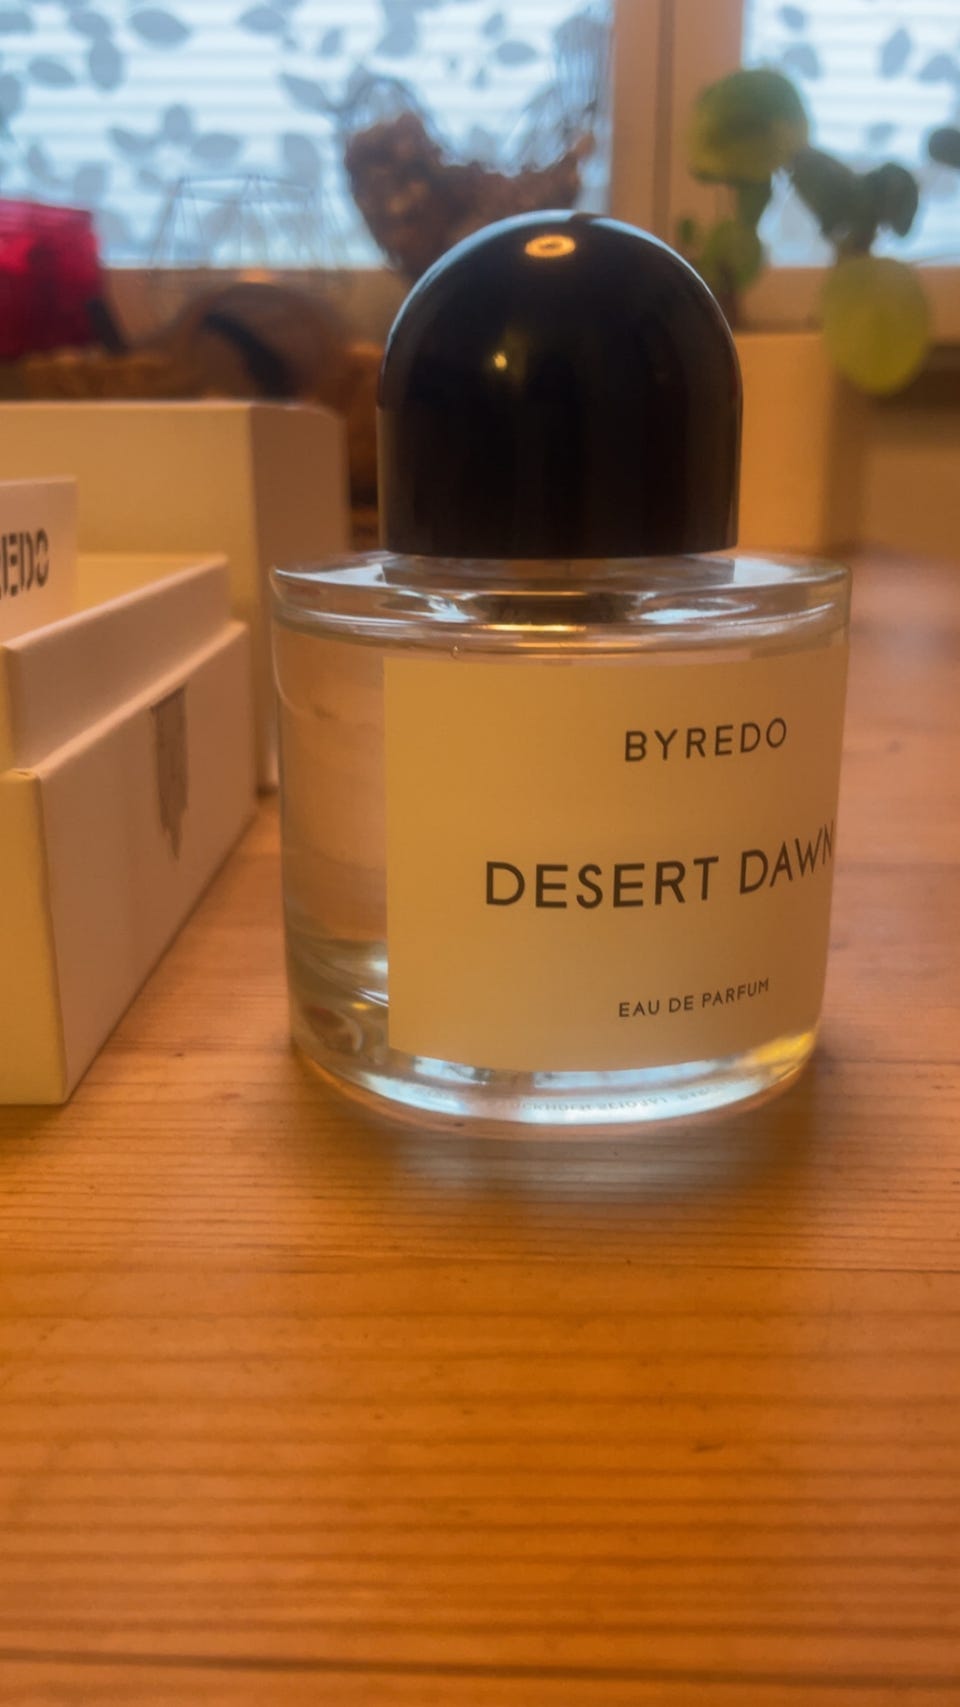 BYREDO
DESERT DAWN
EAU DE PARFUM